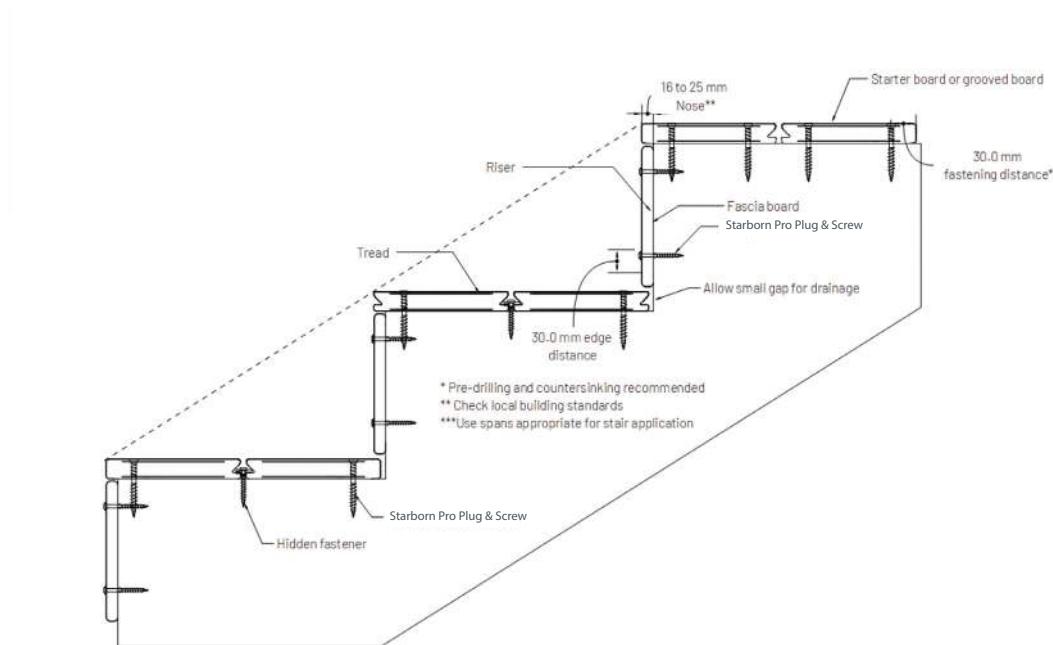 Starter board or grooved board
16 to 25 mm
Nose**
30.0 mm
fastening distance*
Riser
Fascia board
Starborn Pro Plug & Screw
Tread
Allow small gap for drainage
30.0 mm edge
distance
* Pre-drilling and countersinking recommended
** Check local building standards
***Use spans appropriate for stair application
Starborn Pro Plug & Screw
Hidden fastener